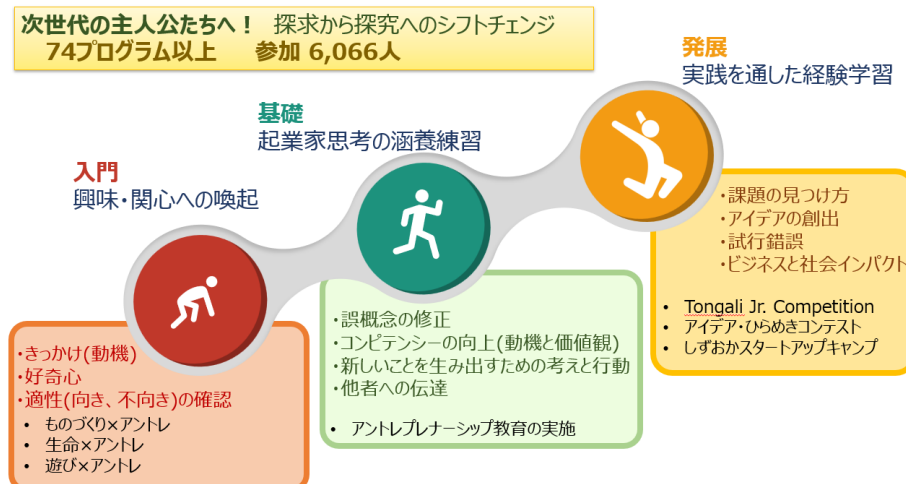 次世代の主人公たちへ！ 探求から探究へのシフトチェンジ
74プログラム以上 参加 6,066人
入門
興味・関心への喚起
・きっかけ(動機)
・好奇心
・適性(向き、不向き)の確認
• ものづくり×アントレ
• 生命×アントレ
• 遊び×アントレ
基礎
起業家思考の涵養練習
・誤概念の修正
・コンピテンシーの向上(動機と価値観)
・新しいことを生み出すための考えと行動
・他者への伝達
• アントレプレナーシップ教育の実施
発展
実践を通した経験学習
・課題の見つけ方
・アイデアの創出
・試行錯誤
・ビジネスと社会インパクト
• Tongali Jr. Competition
• アイデア・ひらめきコンテスト
• しずおかスタートアップキャンプ